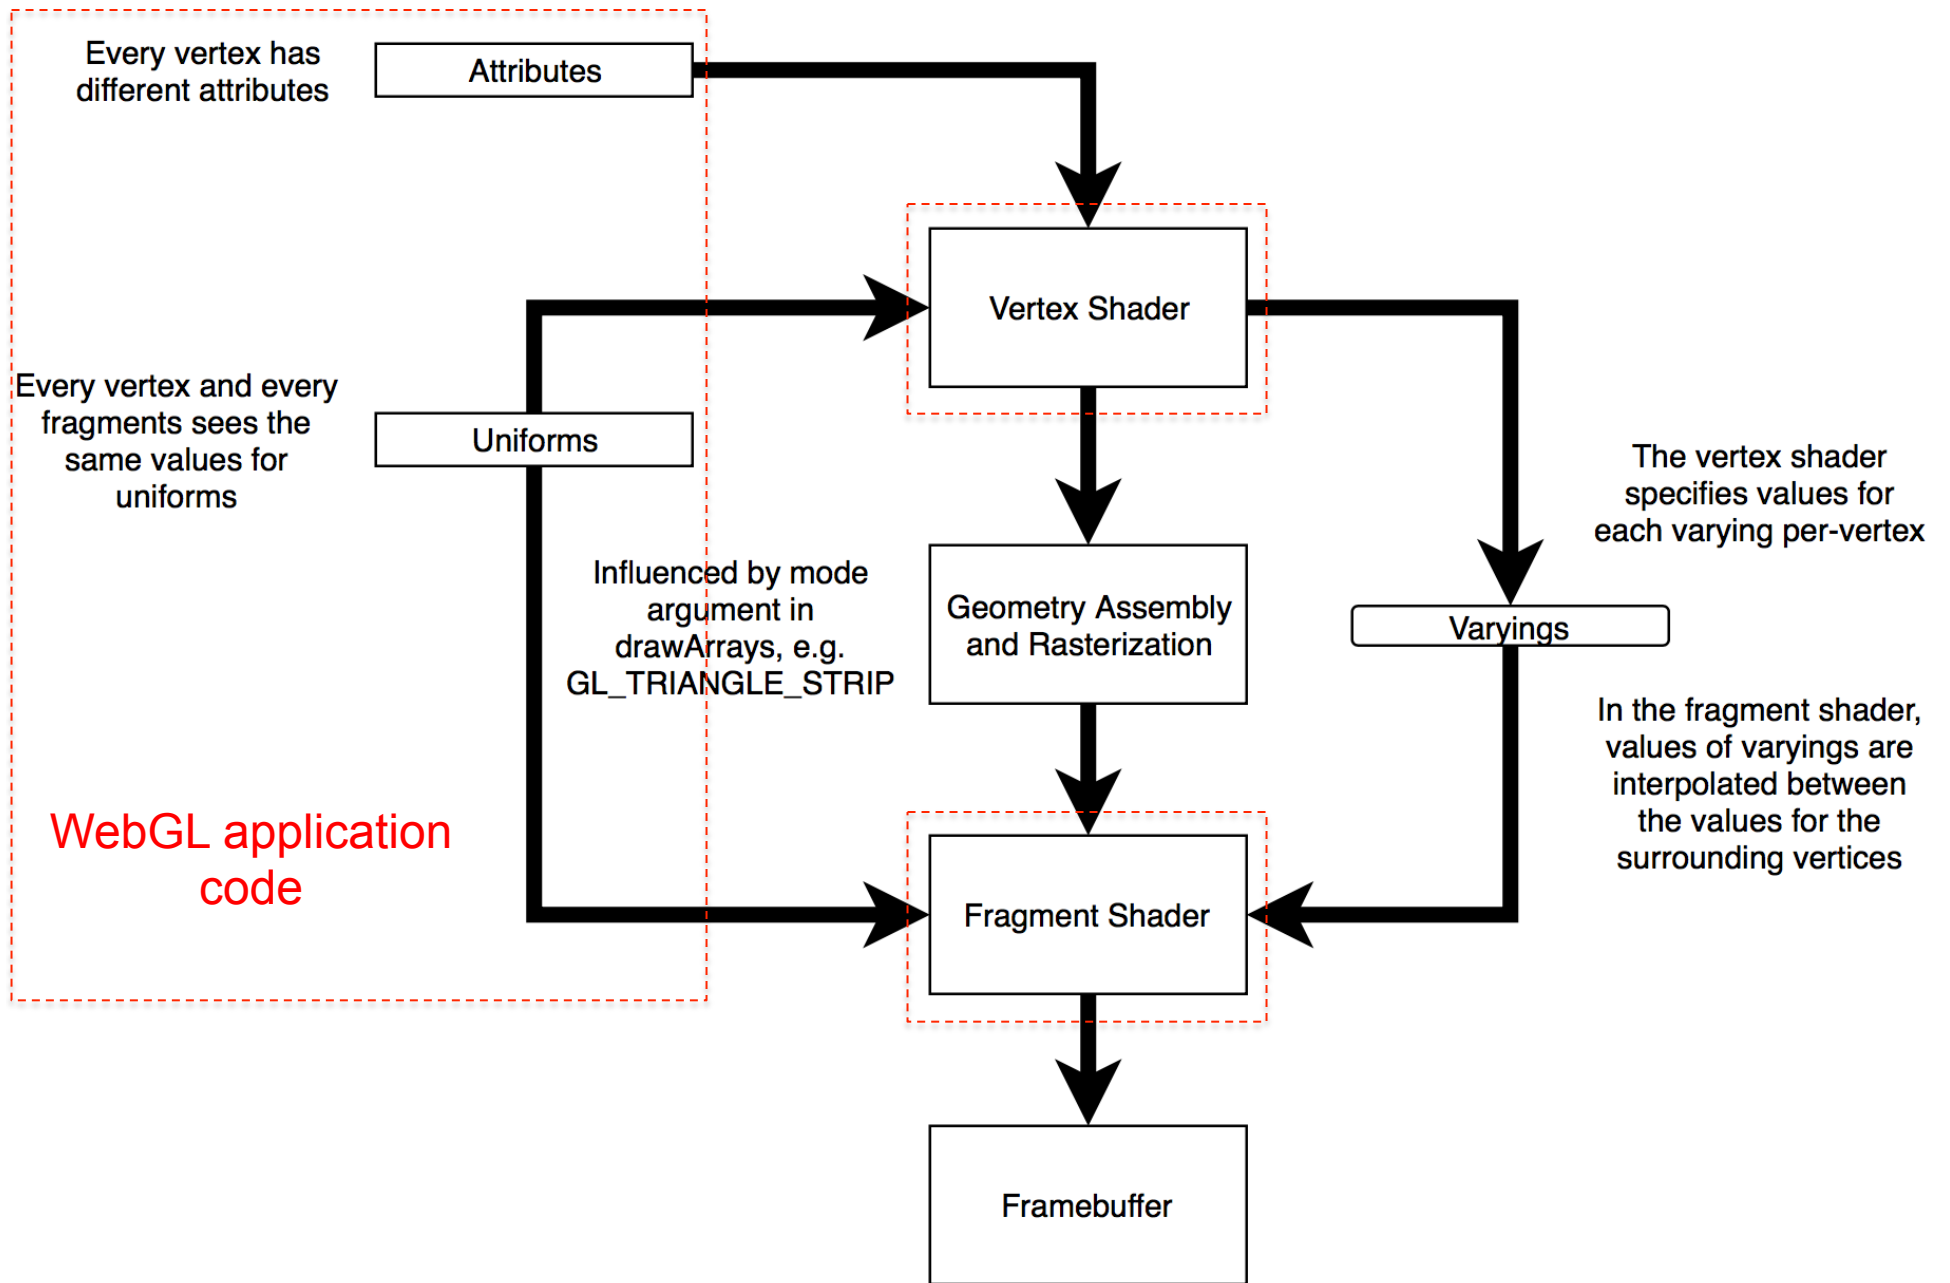 Every vertex has
different attributes
Attributes
Vertex Shader
Every vertex and every
fragments sees the
same values for
uniforms
Uniforms
The vertex shader
specifies values for
each varying per-vertex
Influenced by mode
argument in
drawArrays, e.g.
GL_TRIANGLE_STRIP
Geometry Assembly
and Rasterization
Varyings
In the fragment shader,
values of varyings are
interpolated between
the values for the
surrounding vertices
WebGL application
code
Fragment Shader
Framebuffer